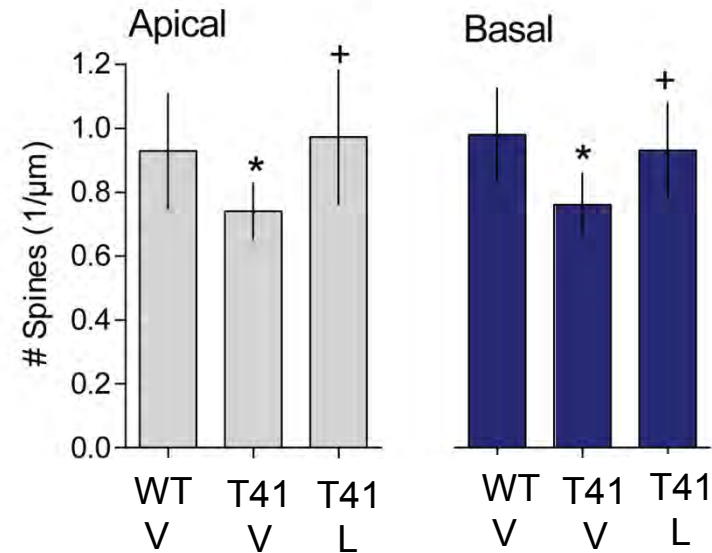 Apical
Basal
# Spines (1/µm)
1.2
1.0
0.8
0.6
0.4
0.2
0.0
* +
* +
WT T41 T41
V V L
WT T41 T41
V V L